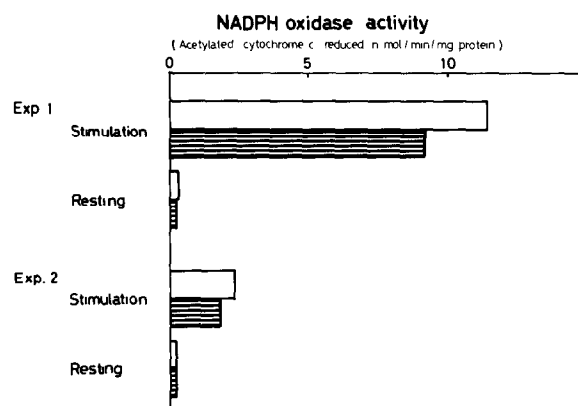 NADPH oxidase activity
( Acetylated cytochrome c reduced n mol / min / mg protein )
0 5 10
Exp 1
Stimulation
Resting
Exp. 2
Stimulation
Resting